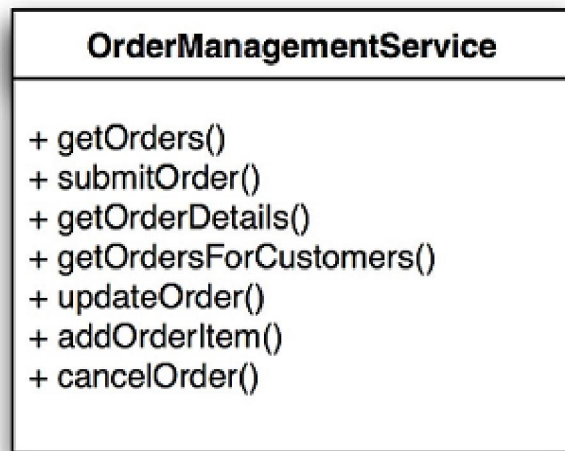 OrderManagementService
+ getOrders()
+ submitOrder()
+ getOrderDetails()
+ getOrdersForCustomers()
+ updateOrder()
+ addOrderItem()
+ cancelOrder()